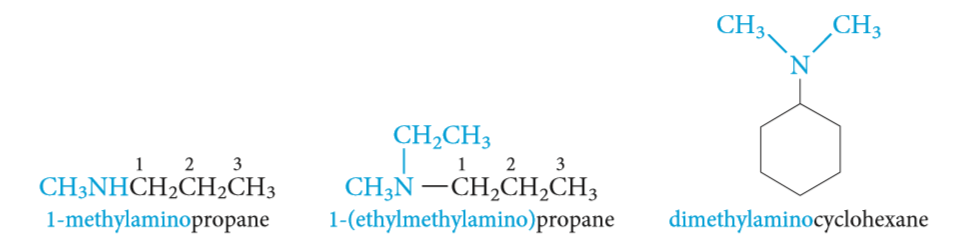 CH₃ CH₃
N
CH₂CH₃
1 2 3
CH₃NHCH₂CH₂CH₃
1-methylaminopropane
1 2 3
CH₃N — CH₂CH₂CH₃
1-(ethylmethylamino)propane
dimethylaminocyclohexane